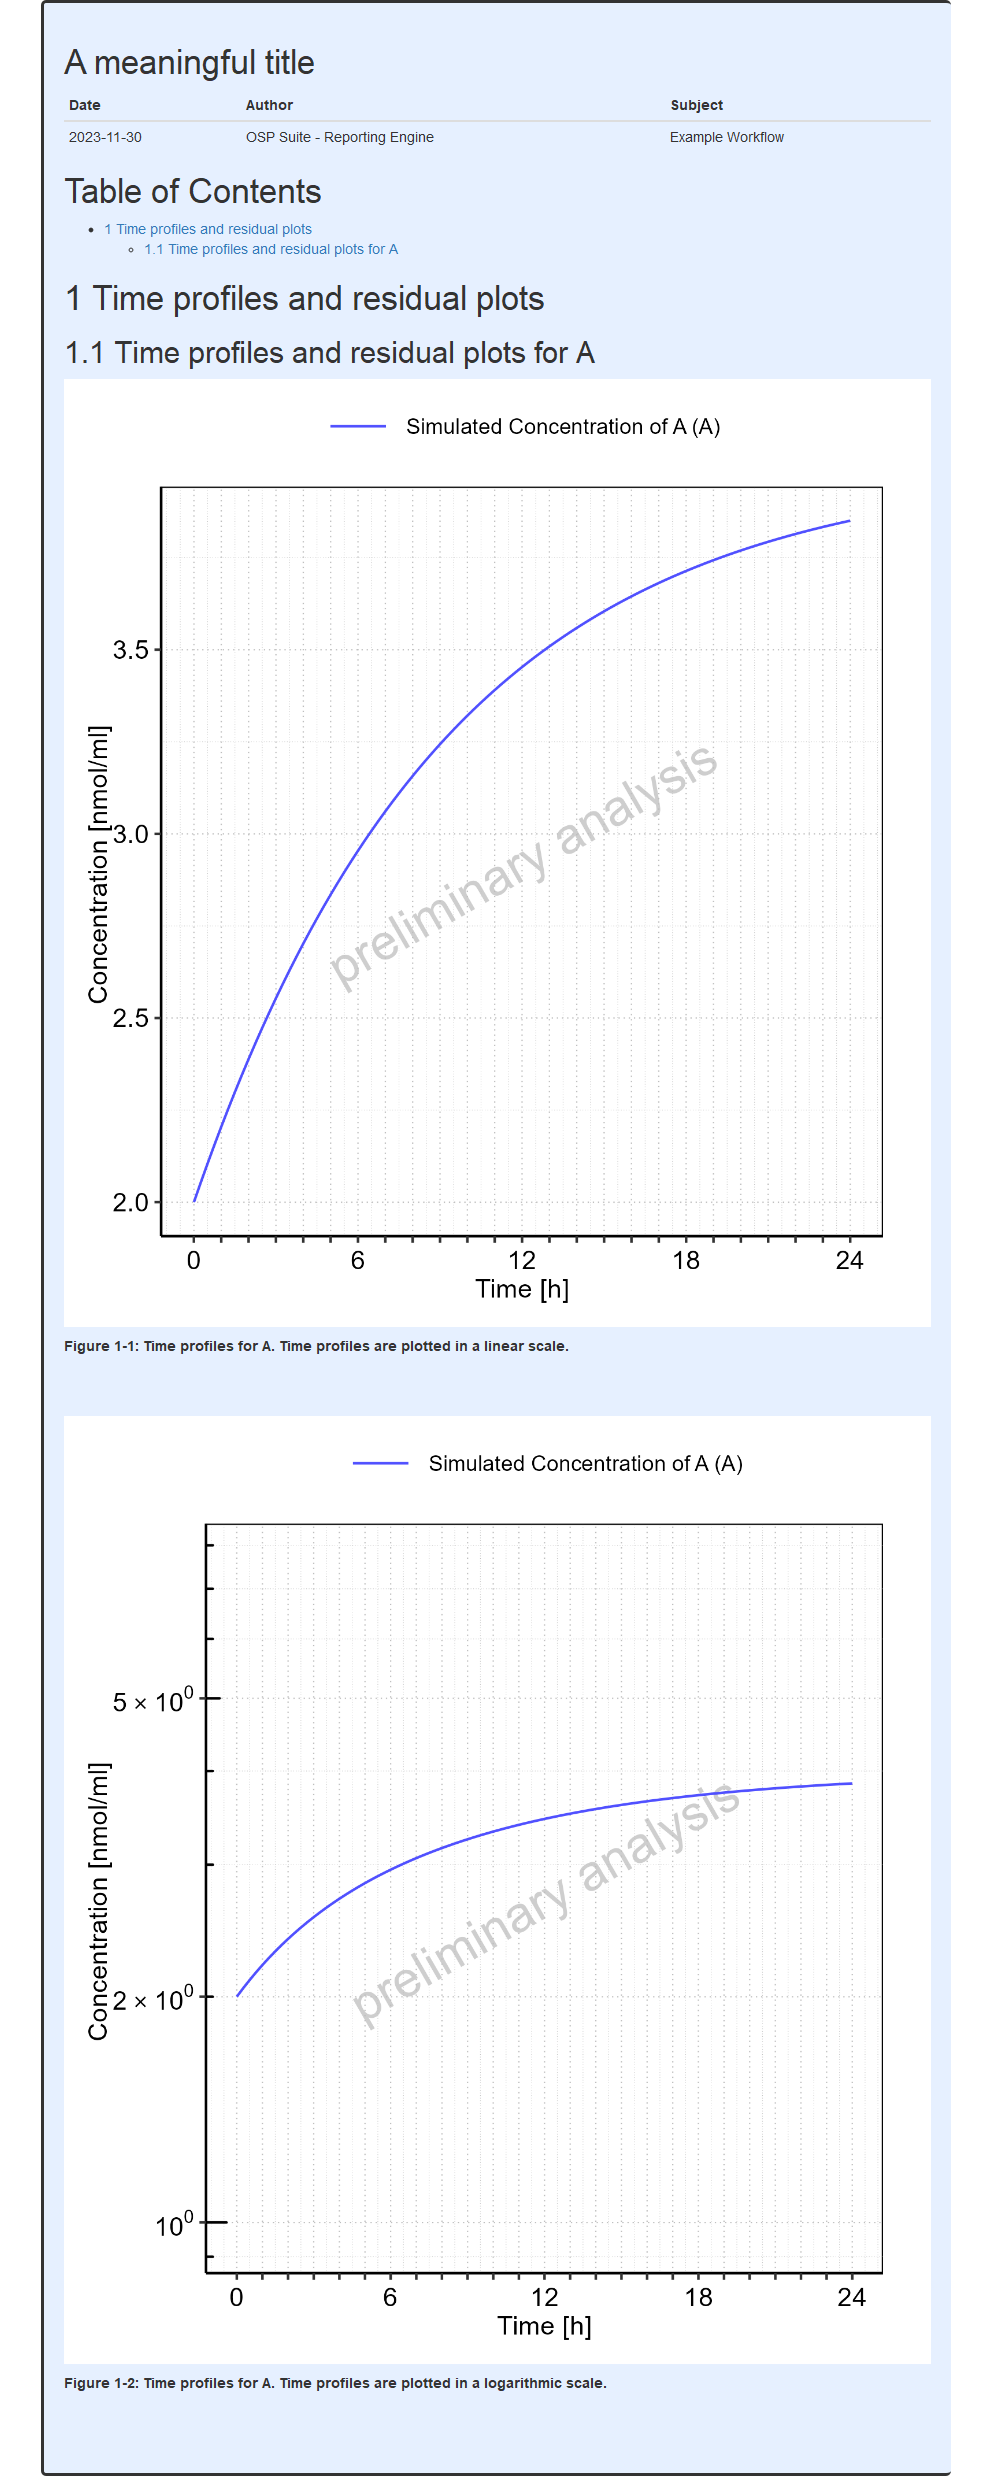 A meaningful title
Date Author Subject
2023-11-30 OSP Suite - Reporting Engine Example Workflow
Table of Contents
1 Time profiles and residual plots
1.1 Time profiles and residual plots for A
1 Time profiles and residual plots
1.1 Time profiles and residual plots for A
Simulated Concentration of A (A)
Concentration [nmol/ml]
3.5
3.0
2.5
2.0
preliminary analysis
0 6 12 18 24
Time [h]
Figure 1-1: Time profiles for A. Time profiles are plotted in a linear scale.
Simulated Concentration of A (A)
Concentration [nmol/ml]
5 × 10⁰
2 × 10⁰
10⁰
preliminary analysis
0 6 12 18 24
Time [h]
Figure 1-2: Time profiles for A. Time profiles are plotted in a logarithmic scale.